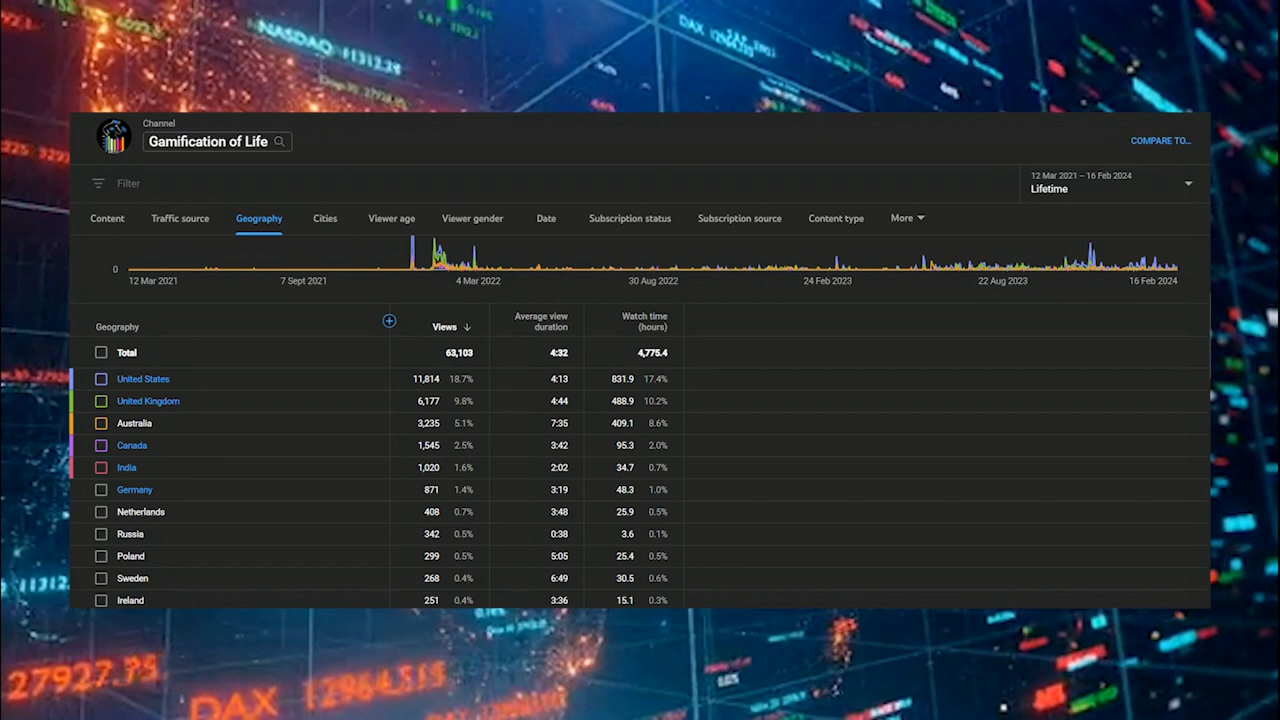 NASDAQ 11312.34
S&P
DAX
Channel
Gamification of Life
COMPARE TO...
Filter
12 Mar 2021 – 16 Feb 2024
Lifetime
Content Traffic source Geography Cities Viewer age Viewer gender Date Subscription status Subscription source Content type More
0
12 Mar 2021 7 Sept 2021 4 Mar 2022 30 Aug 2022 24 Feb 2023 22 Aug 2023 16 Feb 2024
Geography Views Average view duration Watch time (hours)
Total 63,103 4:32 4,775.4
United States 11,814 18.7% 4:13 831.9 17.4%
United Kingdom 6,177 9.8% 4:44 488.9 10.2%
Australia 3,235 5.1% 7:35 409.1 8.6%
Canada 1,545 2.5% 3:42 95.3 2.0%
India 1,020 1.6% 2:02 34.7 0.7%
Germany 871 1.4% 3:19 48.3 1.0%
Netherlands 408 0.7% 3:48 25.9 0.5%
Russia 342 0.5% 0:38 3.6 0.1%
Poland 299 0.5% 5:05 25.4 0.5%
Sweden 268 0.4% 6:49 30.5 0.6%
Ireland 251 0.4% 3:36 15.1 0.3%
27927.75
DAX 12964.515